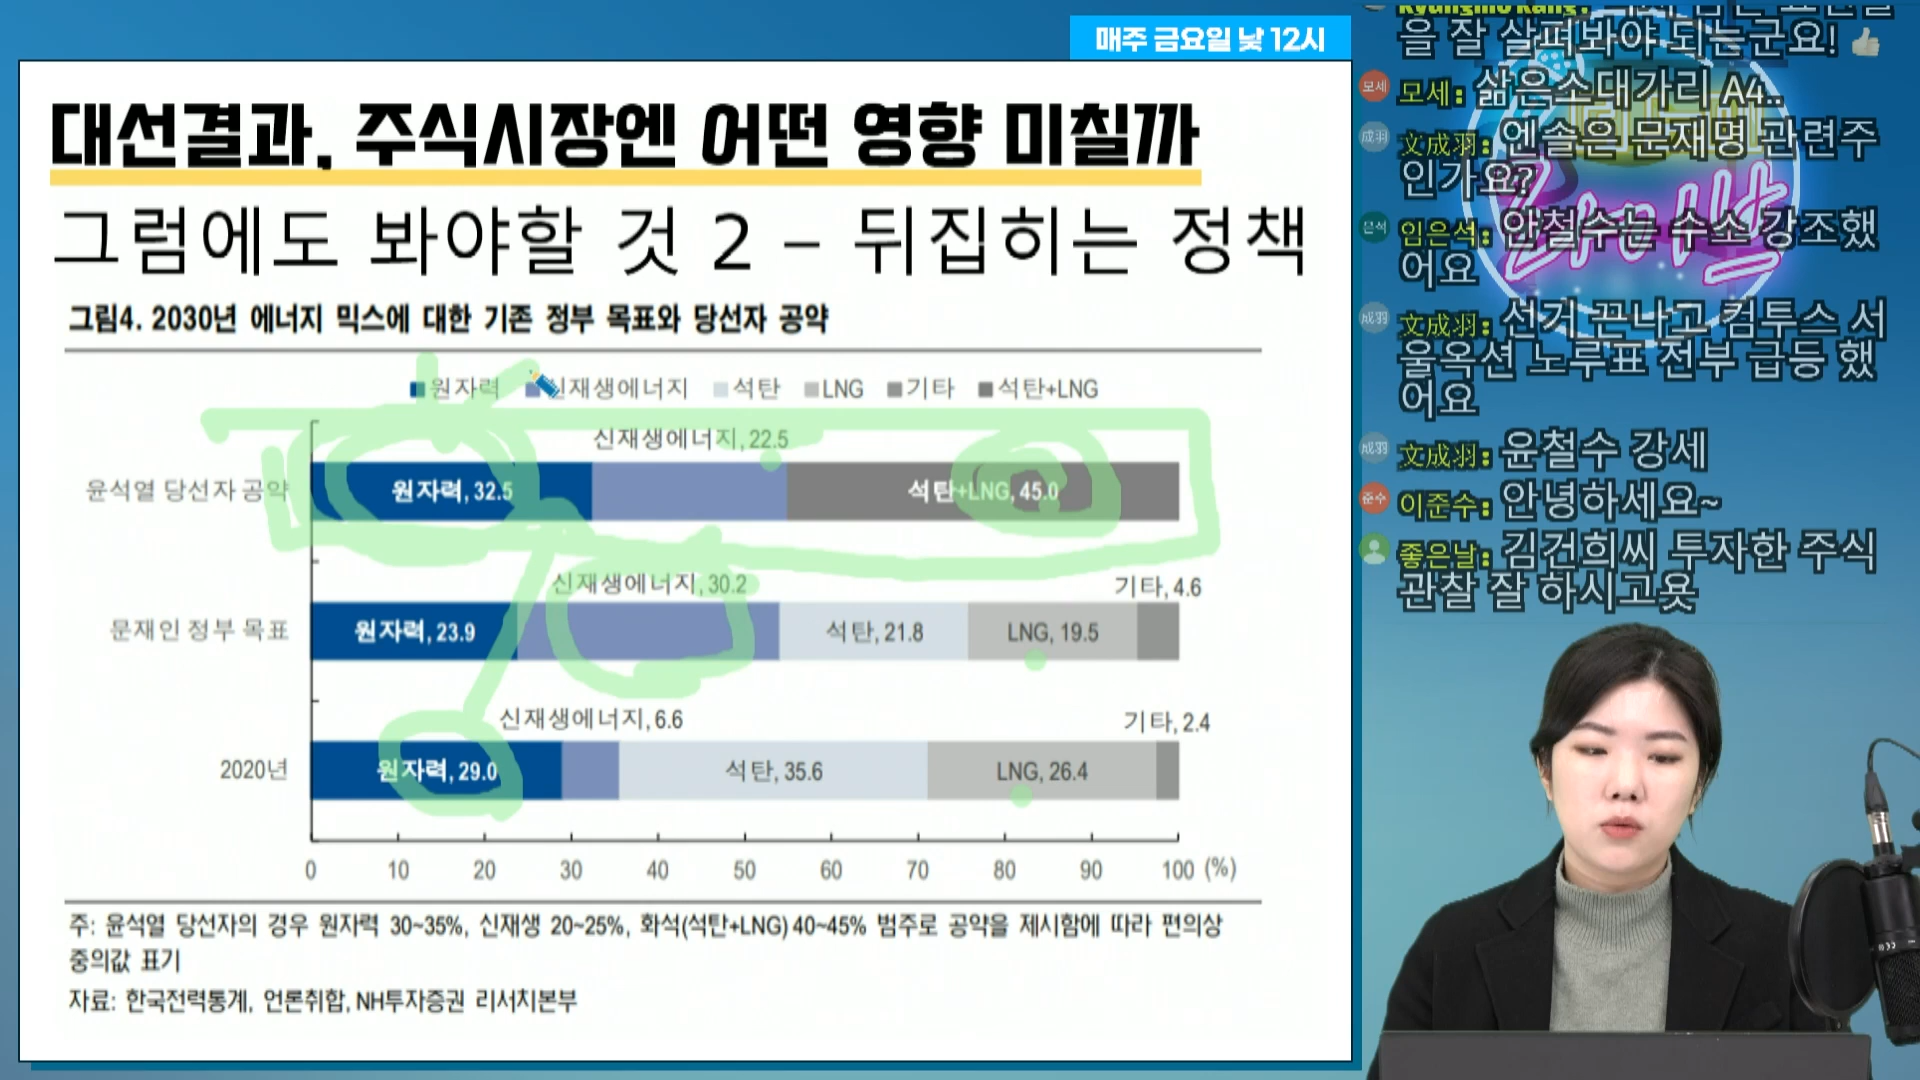 매주 금요일 낮 12시
대선결과, 주식시장엔 어떤 영향 미칠까
그럼에도 봐야할 것 2 – 뒤집히는 정책
그림4. 2030년 에너지 믹스에 대한 기존 정부 목표와 당선자 공약
원자력 신재생에너지 석탄 LNG 기타 석탄+LNG
신재생에너지, 22.5
윤석열 당선자 공약 원자력, 32.5 석탄+LNG, 45.0
신재생에너지, 30.2 기타, 4.6
문재인 정부 목표 원자력, 23.9 석탄, 21.8 LNG, 19.5
신재생에너지, 6.6 기타, 2.4
2020년 원자력, 29.0 석탄, 35.6 LNG, 26.4
0 10 20 30 40 50 60 70 80 90 100 (%)
주: 윤석열 당선자의 경우 원자력 30~35%, 신재생 20~25%, 화석(석탄+LNG) 40~45% 범주로 공약을 제시함에 따라 편의상
중의값 표기
자료: 한국전력통계, 언론취합, NH투자증권 리서치본부
을 잘 살펴봐야 되는군요!
모세 모세: 삶은소대가리 A4..
成羽 文成羽: 엔솔은 문재명 관련주
인가요?
은석 임은석: 안철수는 수소 강조했
어요
成羽 文成羽: 선거 끈나고 컴투스 서
울옥션 노루표 전부 급등 했
어요
成羽 文成羽: 윤철수 강세
준수 이준수: 안녕하세요~
좋은날: 김건희씨 투자한 주식
관찰 잘 하시고욧